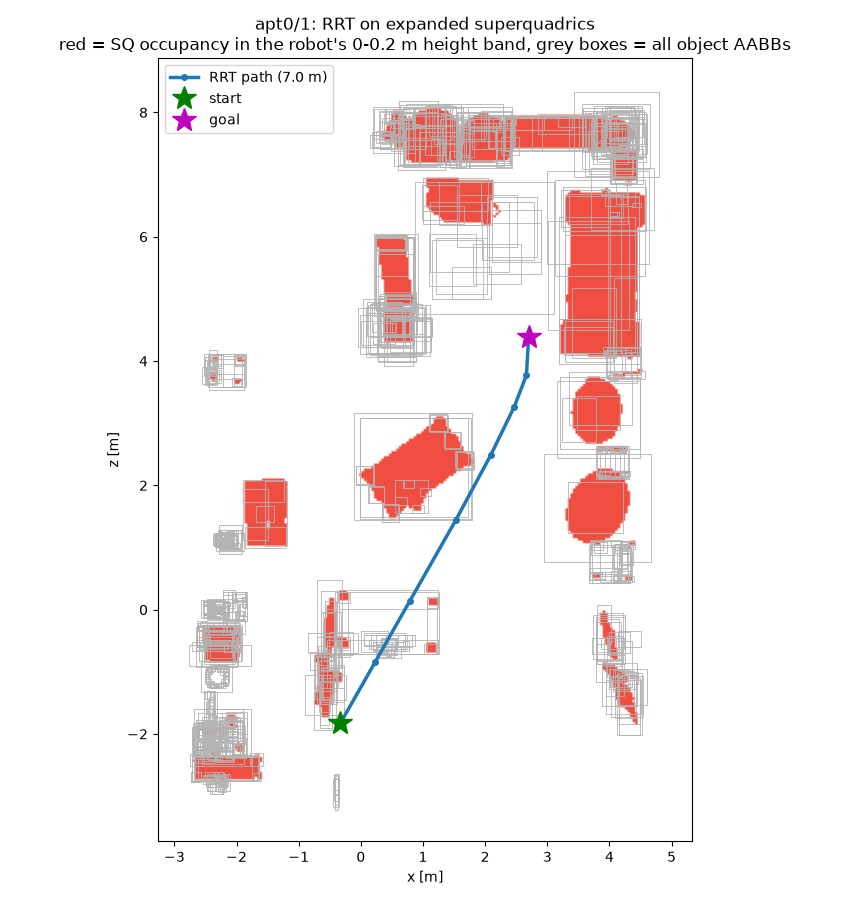 apt0/1: RRT on expanded superquadrics
red = SQ occupancy in the robot's 0-0.2 m height band, grey boxes = all object AABBs
RRT path (7.0 m)
start
goal
8
6
4
2
0
−2
z [m]
−3 −2 −1 0 1 2 3 4 5
x [m]